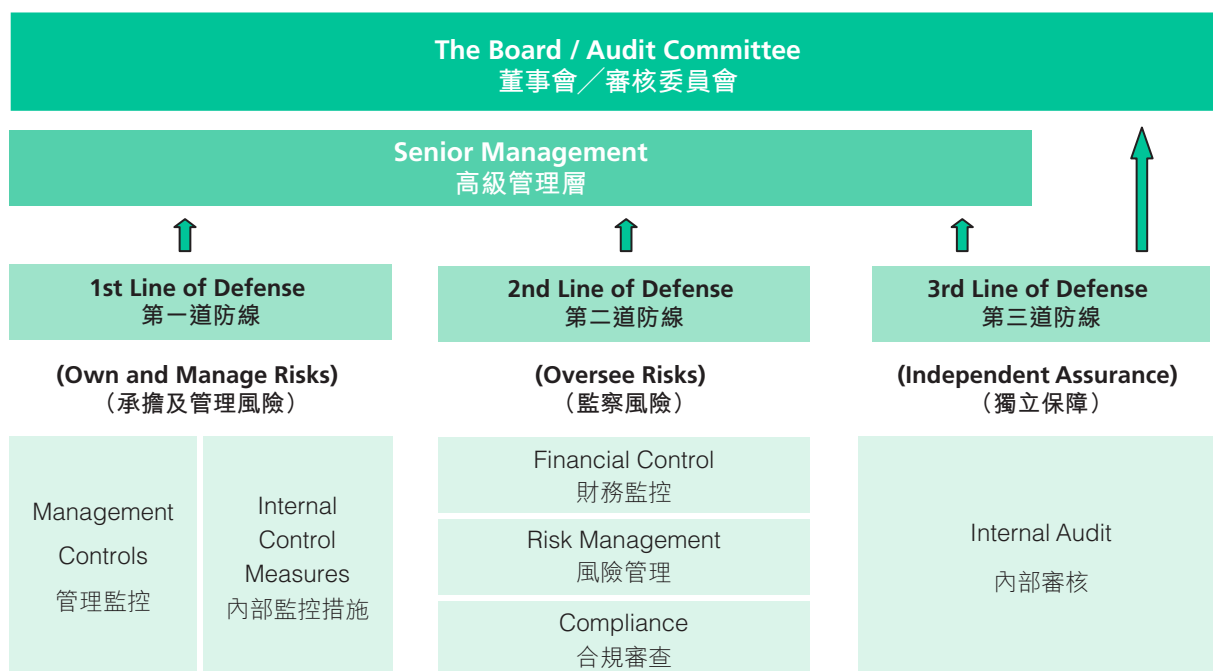 The Board / Audit Committee
董事會╱審核委員會
Senior Management
高級管理層
1st Line of Defense
第一道防線
2nd Line of Defense
第二道防線
3rd Line of Defense
第三道防線
(Own and Manage Risks)
（承擔及管理風險）
(Oversee Risks)
（監察風險）
(Independent Assurance)
（獨立保障）
Management
Controls
管理監控
Internal
Control
Measures
內部監控措施
Financial Control
財務監控
Risk Management
風險管理
Compliance
合規審查
Internal Audit
內部審核